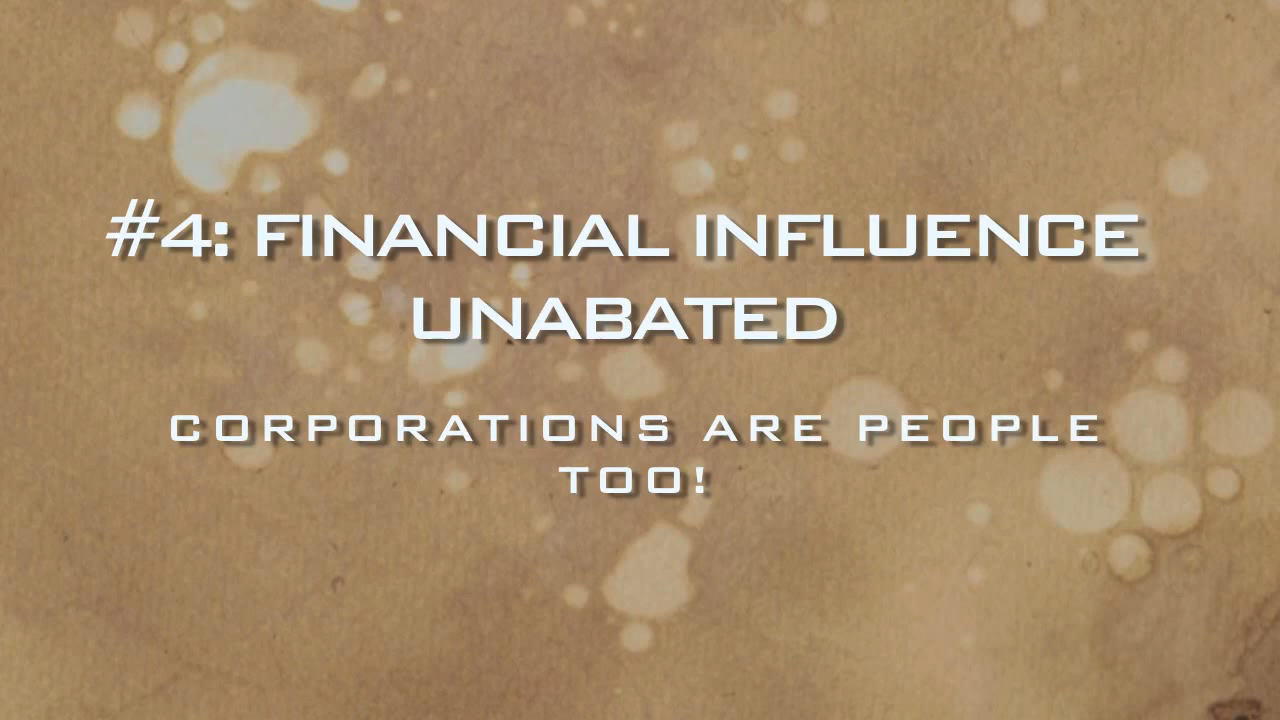 #4: FINANCIAL INFLUENCE
UNABATED
CORPORATIONS ARE PEOPLE
TOO!